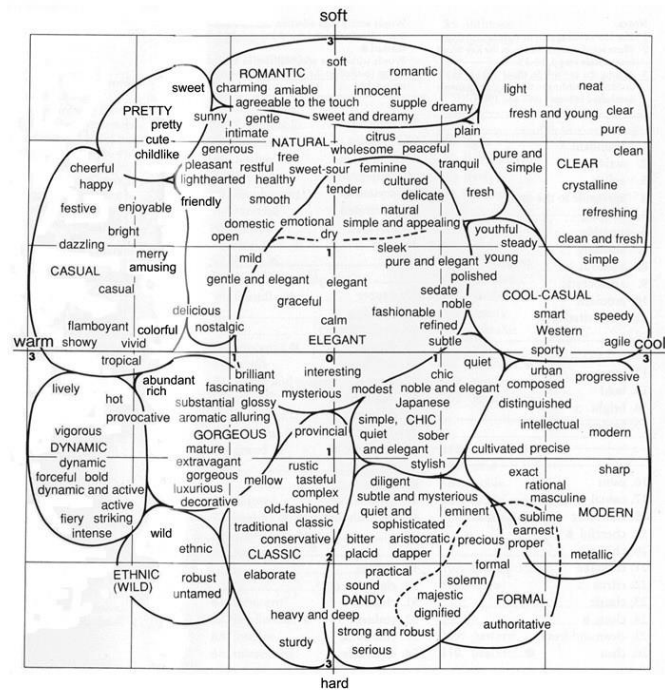 soft
3
soft
ROMANTIC
romantic
sweet
charming
amiable
innocent
light
neat
PRETTY
agreeable to the touch
supple
dreamy
fresh and young
clear
pretty
sunny
gentle
sweet and dreamy
plain
pure
cute
intimate
citrus
childlike
generous
NATURAL
wholesome
peaceful
clean
cheerful
pleasant
free
tranquil
pure and
simple
CLEAR
happy
restful
sweet-sour
feminine
lighthearted
healthy
cultured
crystalline
tender
delicate
fresh
festive
enjoyable
friendly
smooth
natural
refreshing
bright
domestic
emotional
simple and appealing
youthful
open
dry
steady
clean and fresh
dazzling
merry
1
sleek
amusing
mild
pure and elegant
young
simple
CASUAL
gentle and elegant
elegant
polished
casual
sedate
COOL-CASUAL
graceful
noble
delicious
fashionable
smart
speedy
flamboyant
colorful
nostalgic
calm
refined
Western
warm
showy
vivid
ELEGANT
subtle
agile
cool
3
1
0
1
sporty
3
tropical
interesting
quiet
urban
lively
abundant
rich
brilliant
chic
composed
progressive
fascinating
modest
noble and elegant
hot
substantial
glossy
mysterious
Japanese
distinguished
provocative
aromatic
alluring
simple,
quiet
and elegant
CHIC
intellectual
vigorous
GORGEOUS
provincial
sober
modern
DYNAMIC
mature
1
cultivated
precise
dynamic
extravagant
rustic
stylish
sharp
forceful
bold
gorgeous
mellow
tasteful
diligent
exact
dynamic and active
luxurious
complex
subtle and mysterious
rational
active
decorative
old-fashioned
quiet and
sophisticated
eminent
masculine
fiery
striking
classic
sublime
MODERN
intense
wild
traditional
conservative
bitter
aristocratic
precious
earnest
proper
ethnic
CLASSIC
2
placid
dapper
metallic
formal
ETHNIC
(WILD)
robust
elaborate
practical
solemn
untamed
sound
majestic
FORMAL
DANDY
dignified
heavy and deep
authoritative
strong and robust
sturdy
serious
3
hard